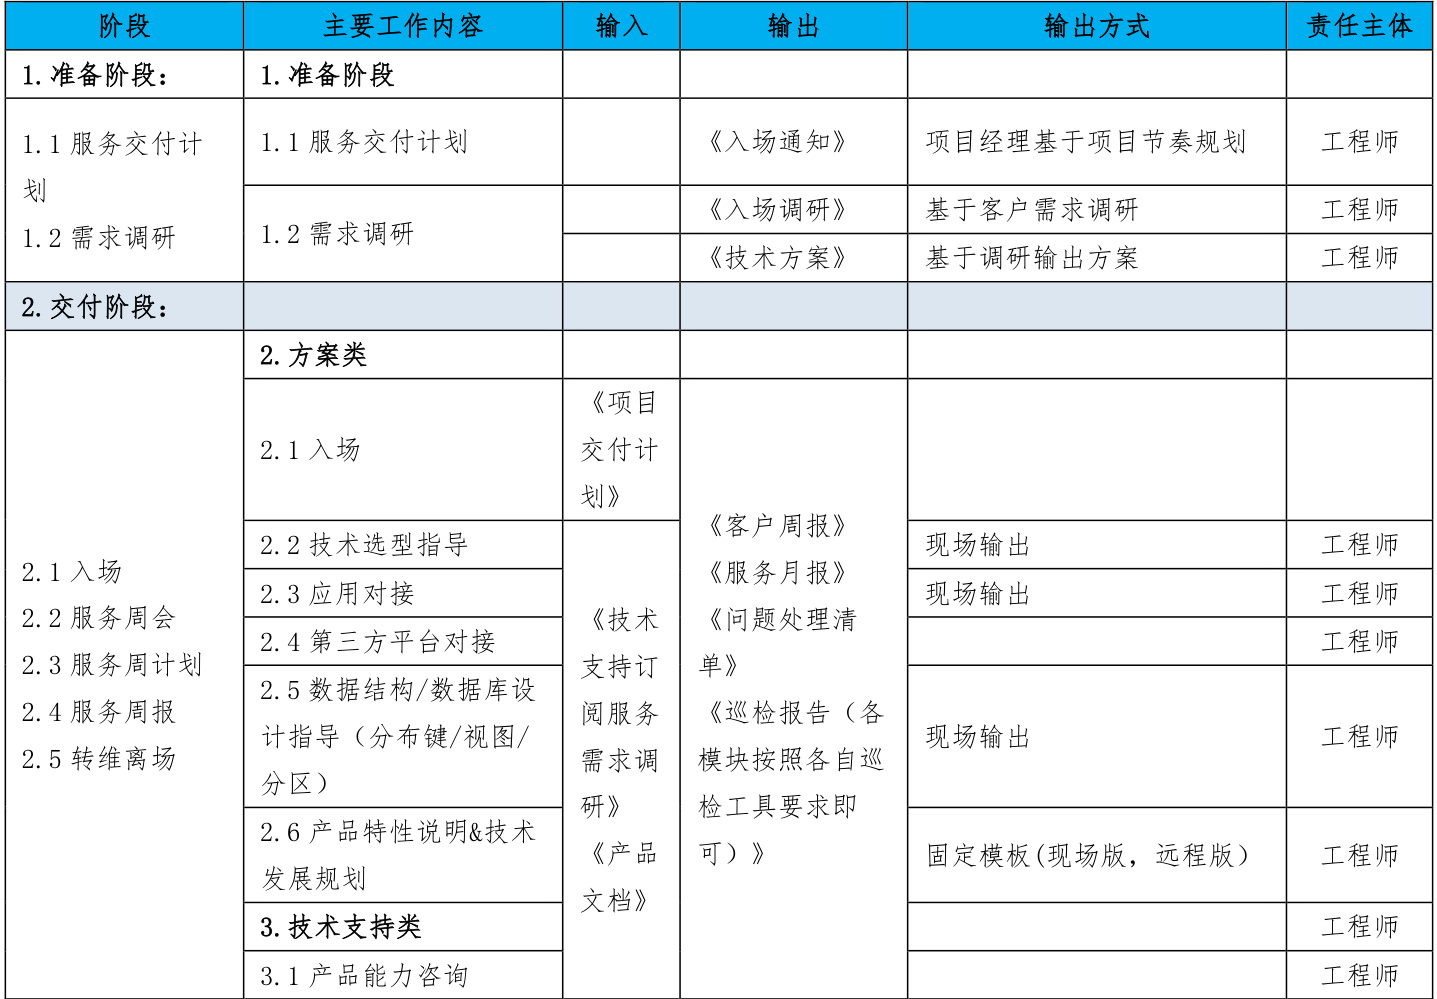 阶段 主要工作内容 输入 输出 输出方式 责任主体
1.准备阶段： 1.准备阶段
1.1 服务交付计
划
1.2 需求调研
1.1 服务交付计划 《入场通知》 项目经理基于项目节奏规划 工程师
1.2 需求调研
《入场调研》 基于客户需求调研 工程师
《技术方案》 基于调研输出方案 工程师
2.交付阶段：
2.1 入场
2.2 服务周会
2.3 服务周计划
2.4 服务周报
2.5 转维离场
2.方案类
2.1 入场
《项目
交付计
划》
《客户周报》
《服务月报》
《问题处理清
单》
《巡检报告（各
模块按照各自巡
检工具要求即
可）》
2.2 技术选型指导 现场输出 工程师
《技术
支持订
阅服务
需求调
研》
《产品
文档》
2.3 应用对接 现场输出 工程师
2.4 第三方平台对接 工程师
2.5 数据结构/数据库设
计指导（分布键/视图/
分区）
现场输出 工程师
2.6 产品特性说明&技术
发展规划
固定模板(现场版，远程版） 工程师
3.技术支持类 工程师
3.1 产品能力咨询 工程师